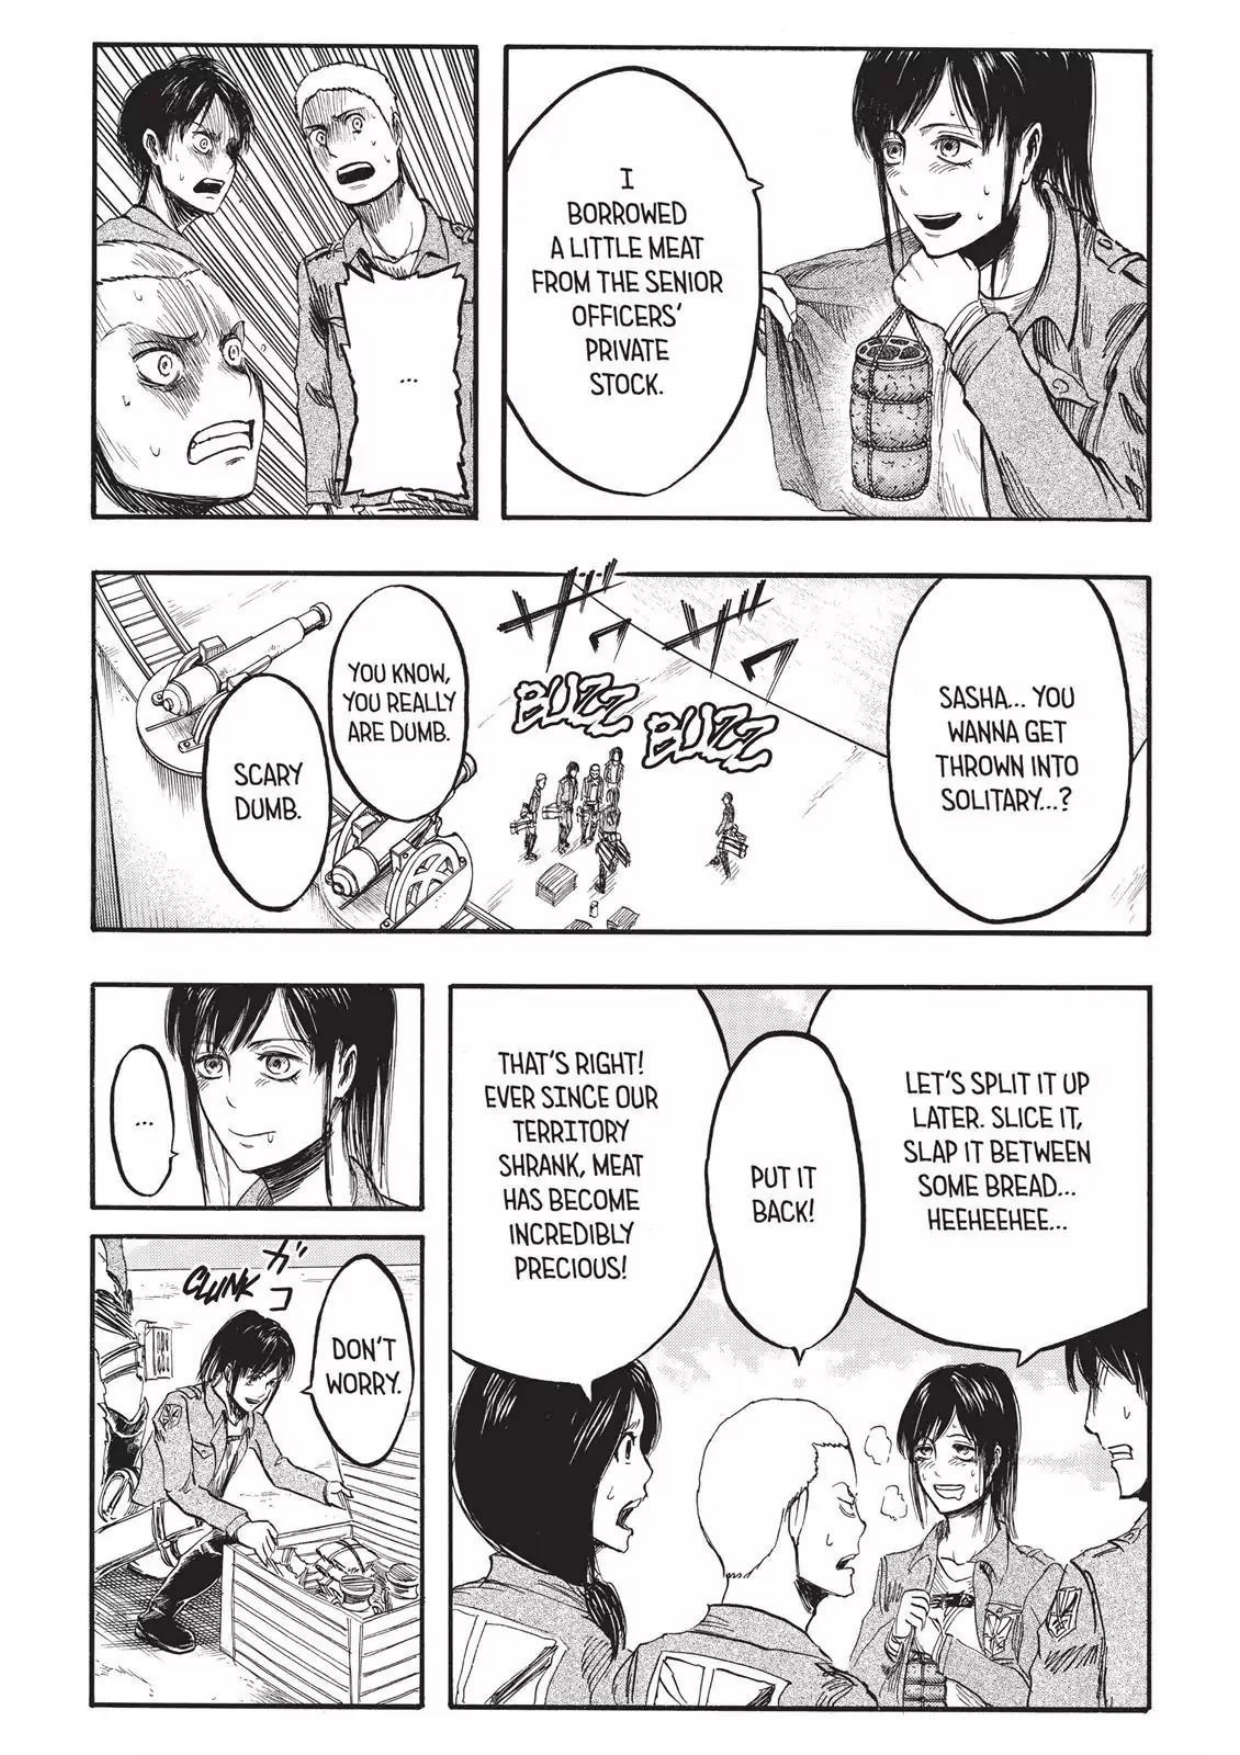 I
BORROWED
A LITTLE MEAT
FROM THE SENIOR
OFFICERS'
PRIVATE
STOCK.
...
SASHA... YOU
WANNA GET
THROWN INTO
SOLITARY...?
ザッ
ザッ
BUZZ
BUZZ
YOU KNOW,
YOU REALLY
ARE DUMB.
SCARY
DUMB.
LET'S SPLIT IT UP
LATER. SLICE IT,
SLAP IT BETWEEN
SOME BREAD...
HEEHEEHEE...
PUT IT
BACK!
THAT'S RIGHT!
EVER SINCE OUR
TERRITORY
SHRANK, MEAT
HAS BECOME
INCREDIBLY
PRECIOUS!
...
ガコ
CLUNK
DON'T
WORRY.